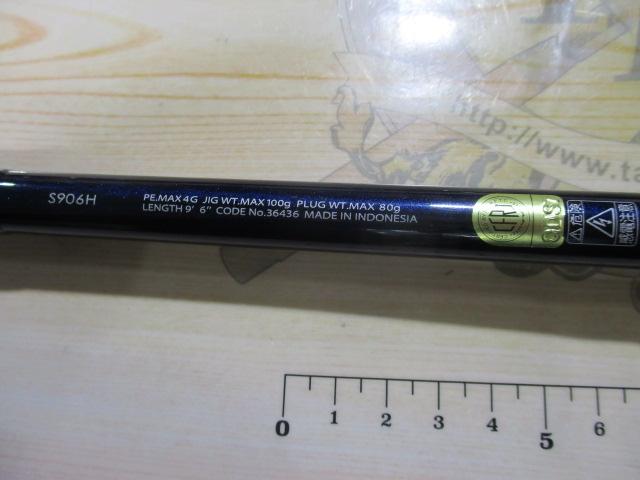 S906H
PE.MAX 4G JIG WT.MAX 100g PLUG WT.MAX 80g
LENGTH 9' 6" CODE No.36436 MADE IN INDONESIA
⚠危険
感電注意
http://www.ta
0 1 2 3 4 5 6